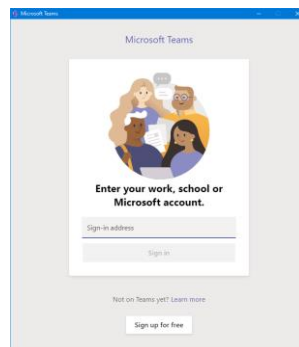 Microsoft Teams
Microsoft Teams
Enter your work, school or
Microsoft account.
Sign-in address
Sign in
Not on Teams yet? Learn more
Sign up for free